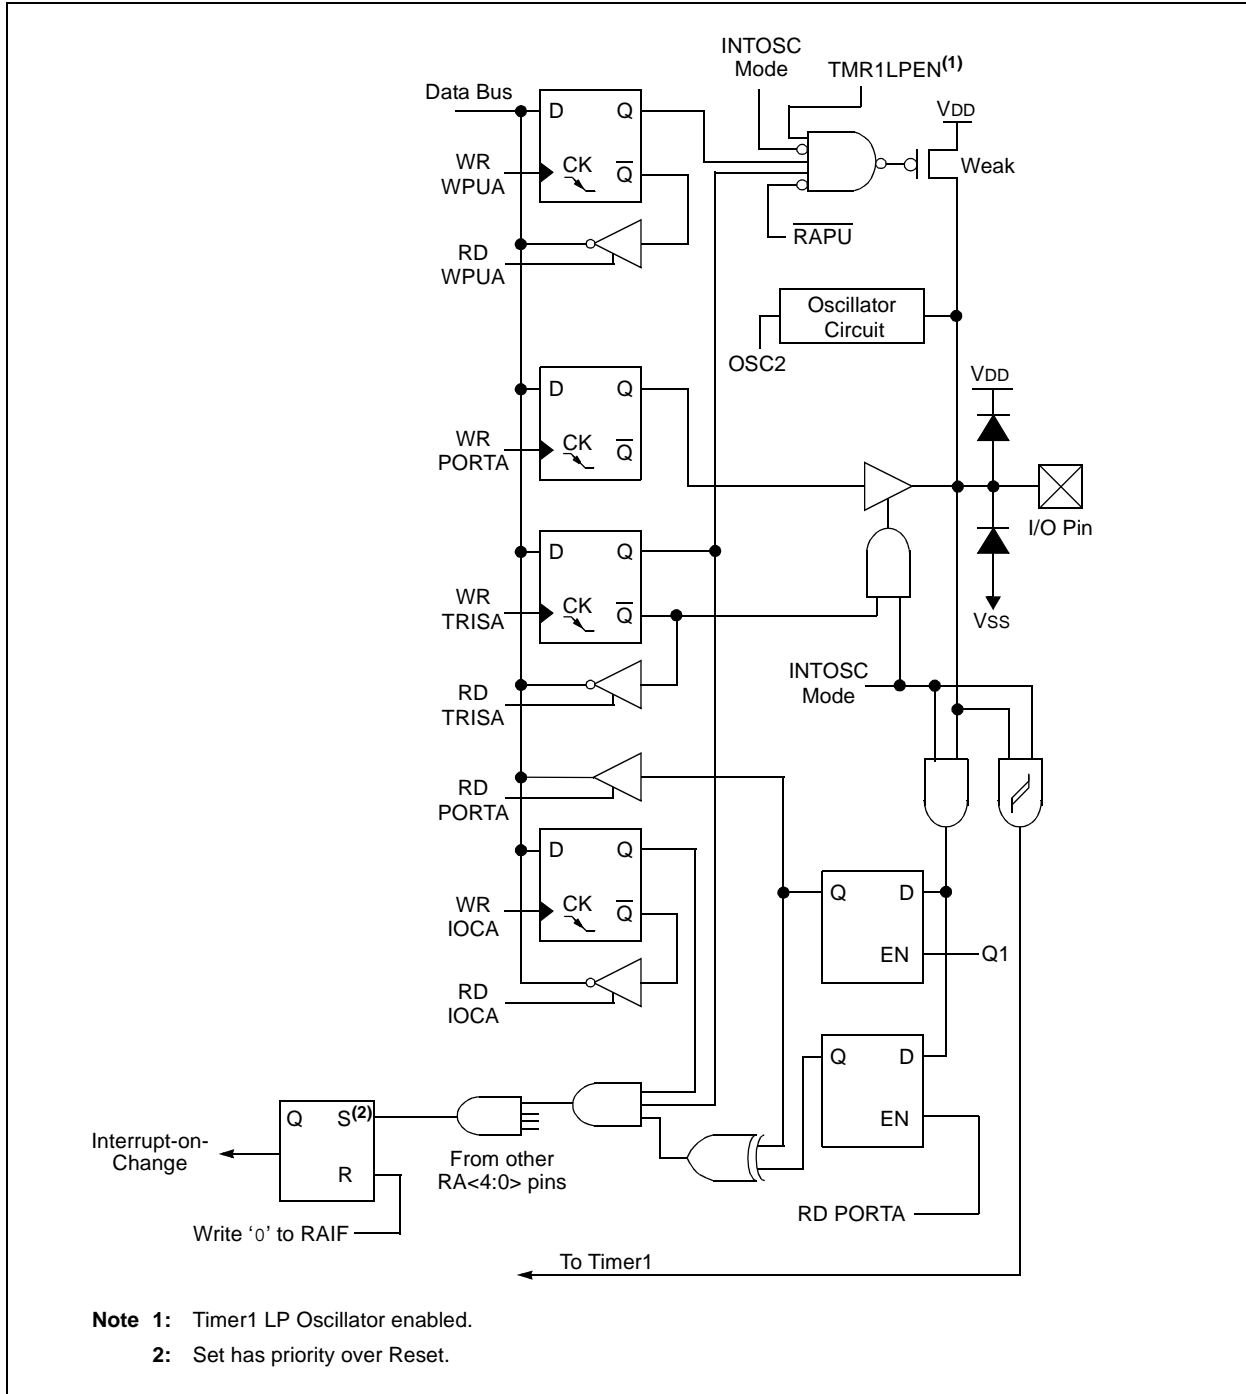 INTOSC
Mode
TMR1LPEN(1)
Data Bus
VDD
D Q
WR
WPUA
CK
Q
Weak
RAPU
RD
WPUA
Oscillator
Circuit
OSC2
VDD
D Q
WR
PORTA
CK
Q
I/O Pin
D Q
WR
TRISA
CK
Q
VSS
INTOSC
Mode
RD
TRISA
RD
PORTA
D Q
Q D
WR
IOCA
CK
Q
EN
Q1
RD
IOCA
Q D
EN
Q S(2)
Interrupt-on-
Change
R
From other
RA<4:0> pins
RD PORTA
Write ‘0’ to RAIF
To Timer1
Note 1: Timer1 LP Oscillator enabled.
2: Set has priority over Reset.